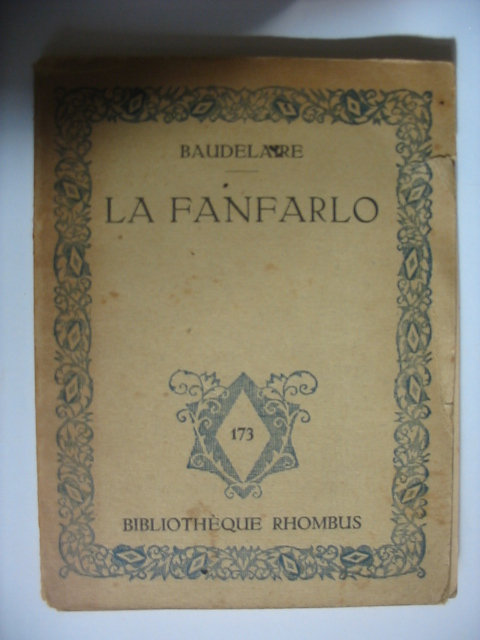 BAUDELAIRE
LA FANFARLO
173
BIBLIOTHÈQUE RHOMBUS